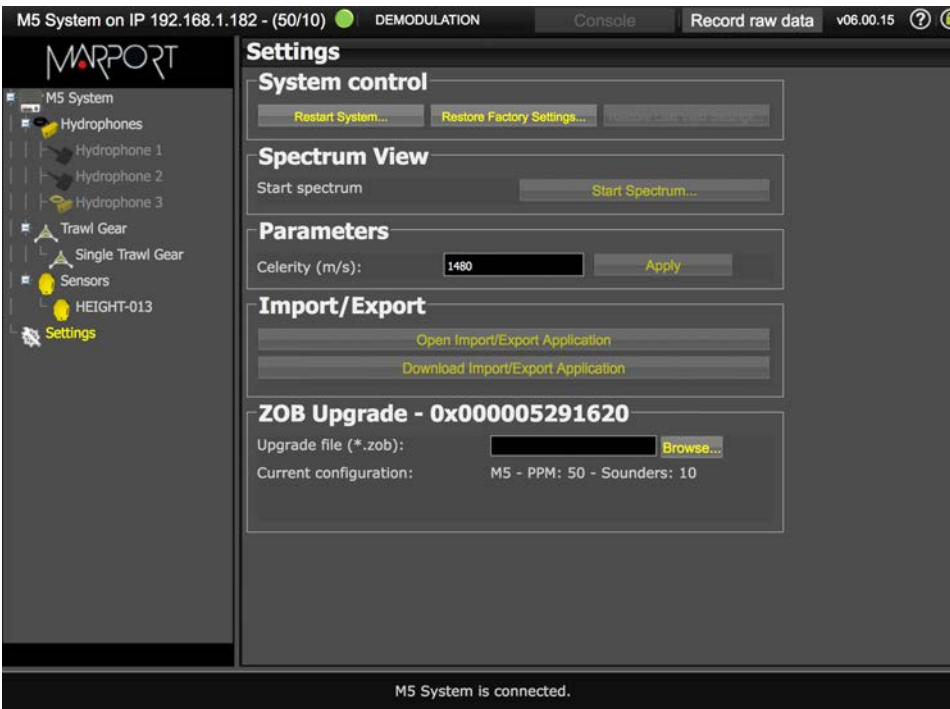 M5 System on IP 192.168.1.182 - (50/10) DEMODULATION Console Record raw data v06.00.15 ?
MARPORT
M5 System
Hydrophones
Hydrophone 1
Hydrophone 2
Hydrophone 3
Trawl Gear
Single Trawl Gear
Sensors
HEIGHT-013
Settings
Settings
System control
Restart System... Restore Factory Settings...
Spectrum View
Start spectrum Start Spectrum...
Parameters
Celerity (m/s): 1480 Apply
Import/Export
Open Import/Export Application
Download Import/Export Application
ZOB Upgrade - 0x000005291620
Upgrade file (*.zob): Browse...
Current configuration: M5 - PPM: 50 - Sounders: 10
M5 System is connected.